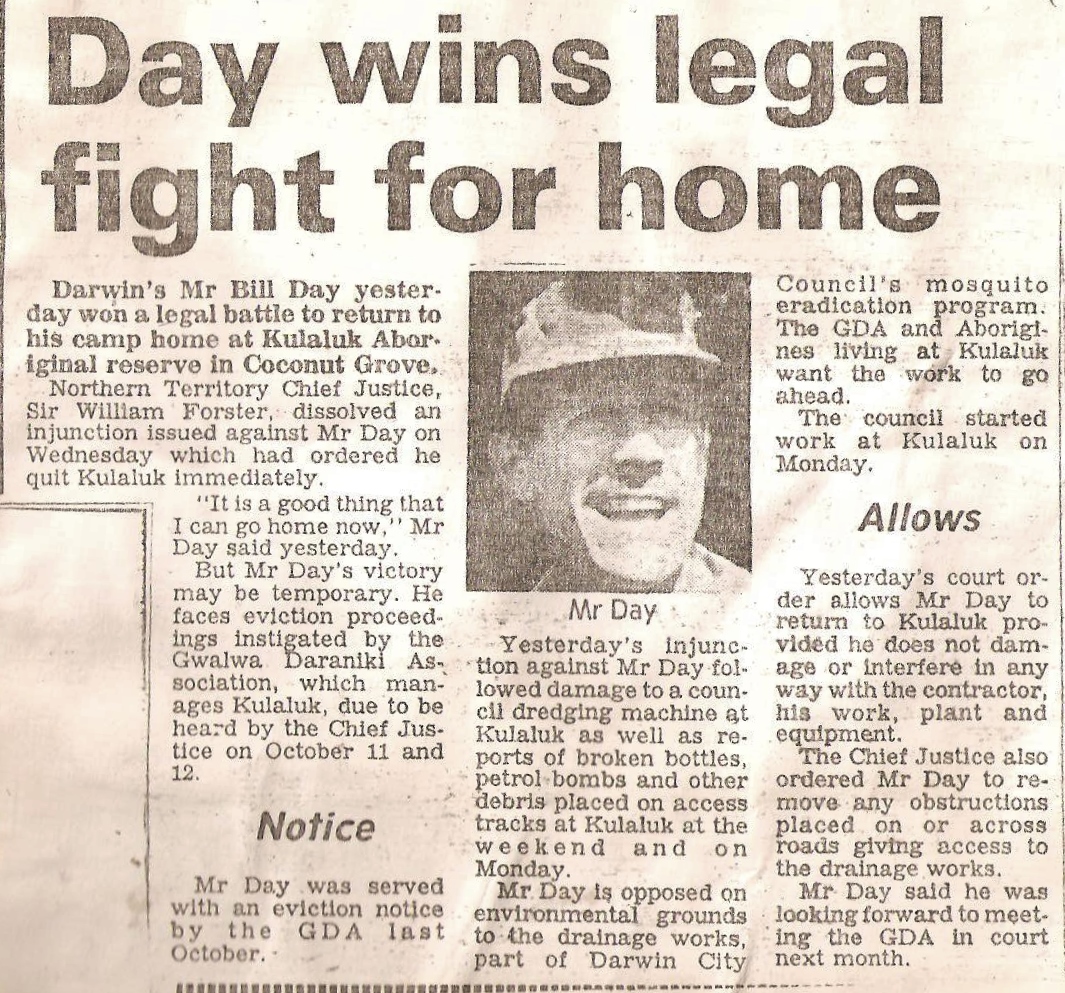 Day wins legal
fight for home
Darwin's Mr Bill Day yester-
day won a legal battle to return to
his camp home at Kulaluk Abor-
iginal reserve in Coconut Grove.
Northern Territory Chief Justice,
Sir William Forster, dissolved an
injunction issued against Mr Day on
Wednesday which had ordered he
quit Kulaluk immediately.
"It is a good thing that
I can go home now," Mr
Day said yesterday.
But Mr Day's victory
may be temporary. He
faces eviction proceed-
ings instigated by the
Gwalwa Daraniki As-
sociation, which man-
ages Kulaluk, due to be
heard by the Chief Jus-
tice on October 11 and
12.
Notice
Mr Day was served
with an eviction notice
by the GDA last
October.
Mr Day
Yesterday's injunc-
tion against Mr Day fol-
lowed damage to a coun-
cil dredging machine at
Kulaluk as well as re-
ports of broken bottles,
petrol bombs and other
debris placed on access
tracks at Kulaluk at the
weekend and on
Monday.
Mr Day is opposed on
environmental grounds
to the drainage works,
part of Darwin City
Council's mosquito
eradication program.
The GDA and Aborigi-
nes living at Kulaluk
want the work to go
ahead.
The council started
work at Kulaluk on
Monday.
Allows
Yesterday's court or-
der allows Mr Day to
return to Kulaluk pro-
vided he does not dam-
age or interfere in any
way with the contractor,
his work, plant and
equipment.
The Chief Justice also
ordered Mr Day to re-
move any obstructions
placed on or across
roads giving access to
the drainage works.
Mr Day said he was
looking forward to meet-
ing the GDA in court
next month.